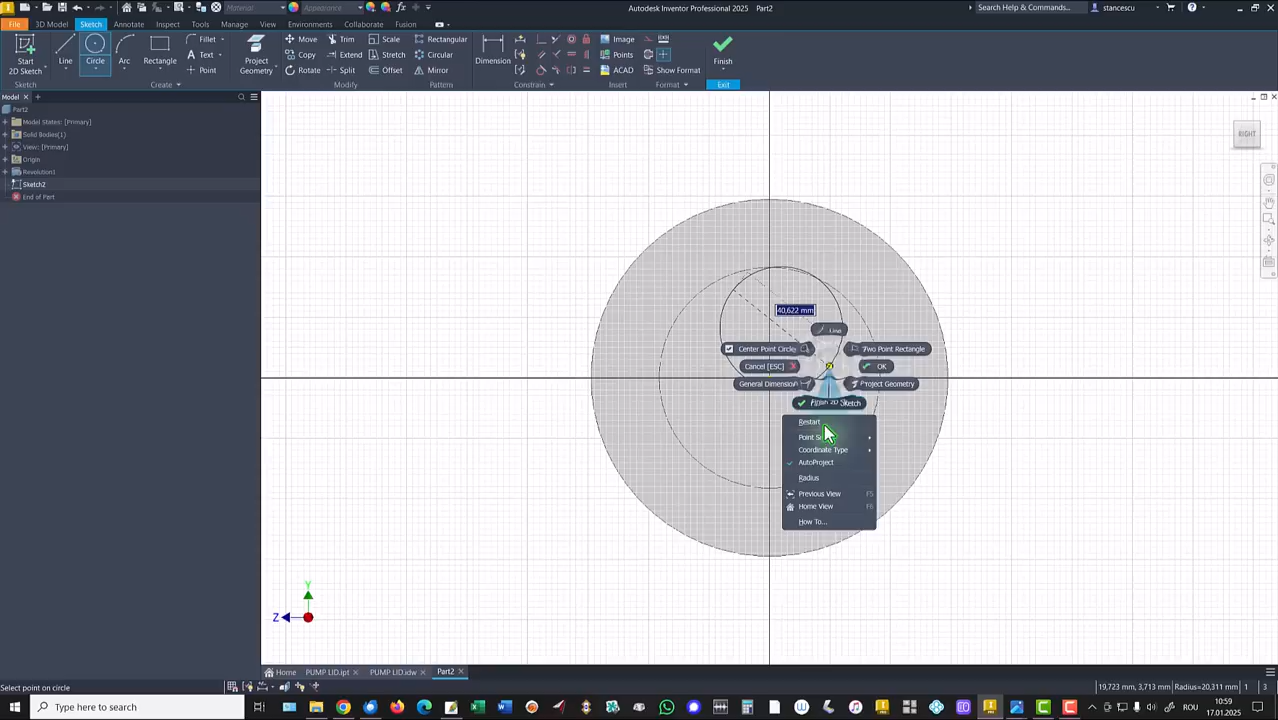 Material
Appearance
Autodesk Inventor Professional 2025 Part2
Search Help & Commands...
stancescu
File
3D Model
Sketch
Annotate
Inspect
Tools
Manage
View
Environments
Collaborate
Fusion
Start
2D Sketch
Line
Circle
Arc
Rectangle
Fillet
Text
Point
Project
Geometry
Move
Copy
Rotate
Trim
Extend
Split
Scale
Stretch
Offset
Rectangular
Circular
Mirror
Dimension
Image
Points
ACAD
Show Format
Finish
Sketch
Create
Modify
Pattern
Constrain
Insert
Format
Exit
Model
Part2
Model States: [Primary]
Solid Bodies(1)
View: [Primary]
Origin
Revolution1
Sketch2
End of Part
RIGHT
40,622 mm
Line
Center Point Circle
Two Point Rectangle
Cancel [ESC]
OK
General Dimension
Project Geometry
Restart
Coordinate Type
AutoProject
Radius
Previous View F5
Home View F6
How To...
Y
Z
Home
PUMP LID.ipt
PUMP LID.idw
Part2
Select point on circle
19,723 mm, 3,713 mm Radius=20,311 mm 1 3
Type here to search
ROU
10:59
17.01.2025